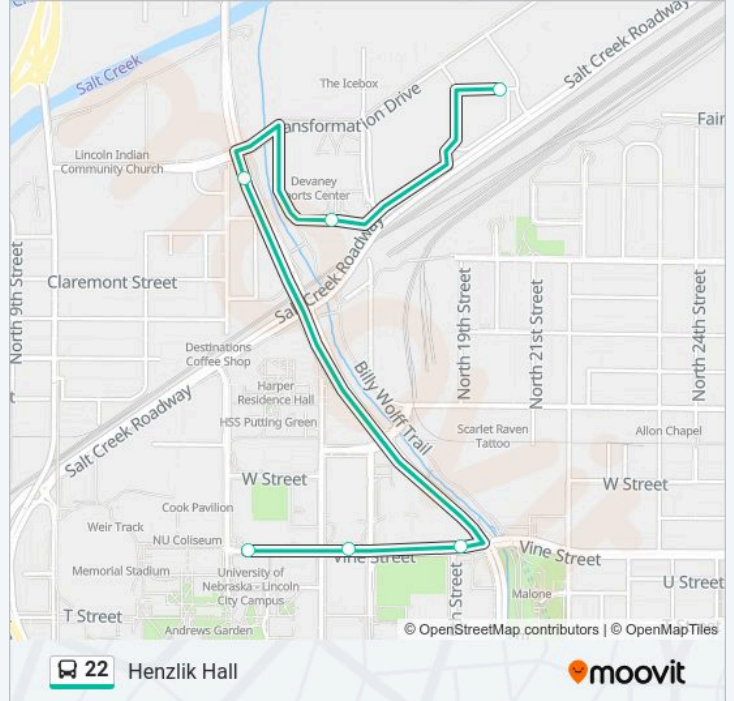 Salt Creek
Salt Creek Roadway
The Icebox
ansformation Drive
Fair
Lincoln Indian
Community Church
Devaney
orts Center
North 9th Street
Claremont Street
Salt Creek Roadway
North 19th Street
North 21st Street
North 24th Street
Destinations
Coffee Shop
Billy Wolff Trail
Harper
Residence Hall
HSS Putting Green
Salt Creek Roadway
Scarlet Raven
Tattoo
Allon Chapel
W Street
W Street
Cook Pavilion
Weir Track
NU Coliseum
Vine Street
Vine Street
Memorial Stadium
University of
Nebraska - Lincoln
City Campus
n Street
Malone
U Street
T Street
Andrews Garden
© OpenStreetMap contributors | © OpenMapTiles
22 Henzlik Hall
moovit